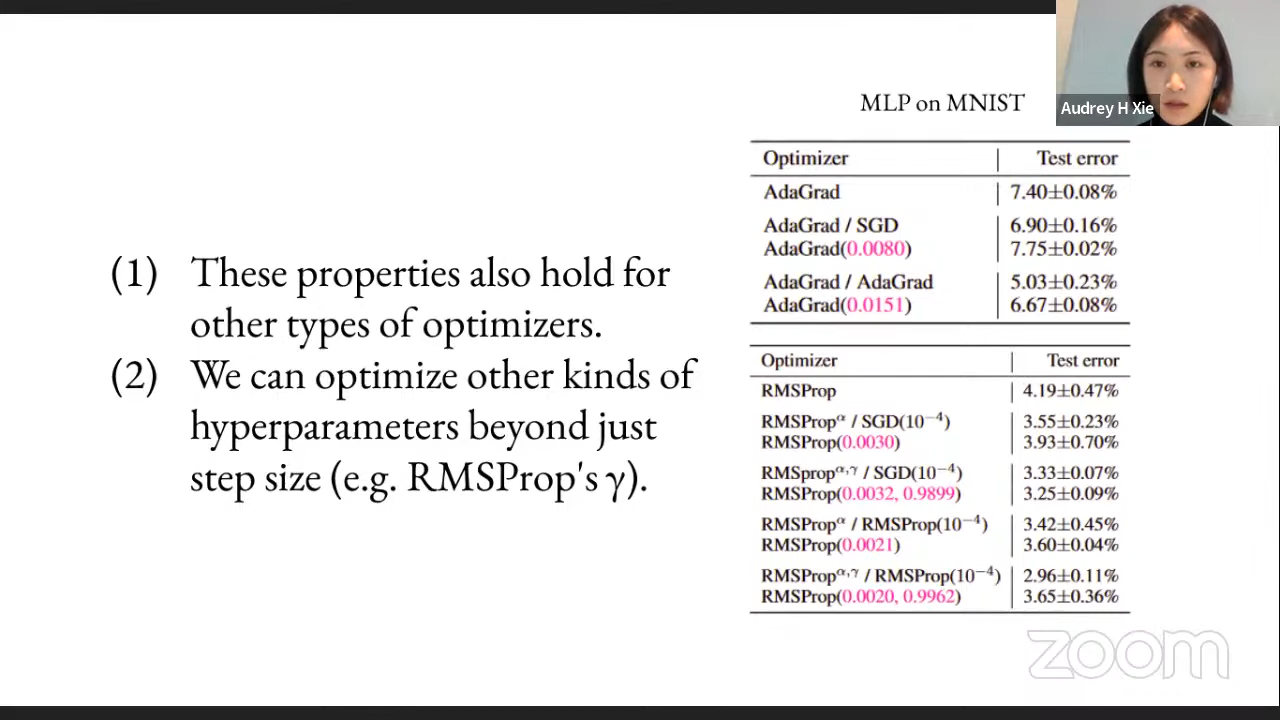 MLP on MNIST
Audrey H Xie
Optimizer | Test error
AdaGrad | 7.40±0.08%
AdaGrad / SGD | 6.90±0.16%
AdaGrad(0.0080) | 7.75±0.02%
AdaGrad / AdaGrad | 5.03±0.23%
AdaGrad(0.0151) | 6.67±0.08%
(1) These properties also hold for
other types of optimizers.
(2) We can optimize other kinds of
hyperparameters beyond just
step size (e.g. RMSProp's γ).
Optimizer | Test error
RMSProp | 4.19±0.47%
RMSPropᵅ / SGD(10⁻⁴) | 3.55±0.23%
RMSProp(0.0030) | 3.93±0.70%
RMSpropᵅ,ᵞ / SGD(10⁻⁴) | 3.33±0.07%
RMSProp(0.0032, 0.9899) | 3.25±0.09%
RMSPropᵅ / RMSProp(10⁻⁴) | 3.42±0.45%
RMSProp(0.0021) | 3.60±0.04%
RMSPropᵅ,ᵞ / RMSProp(10⁻⁴) | 2.96±0.11%
RMSProp(0.0020, 0.9962) | 3.65±0.36%
zoom